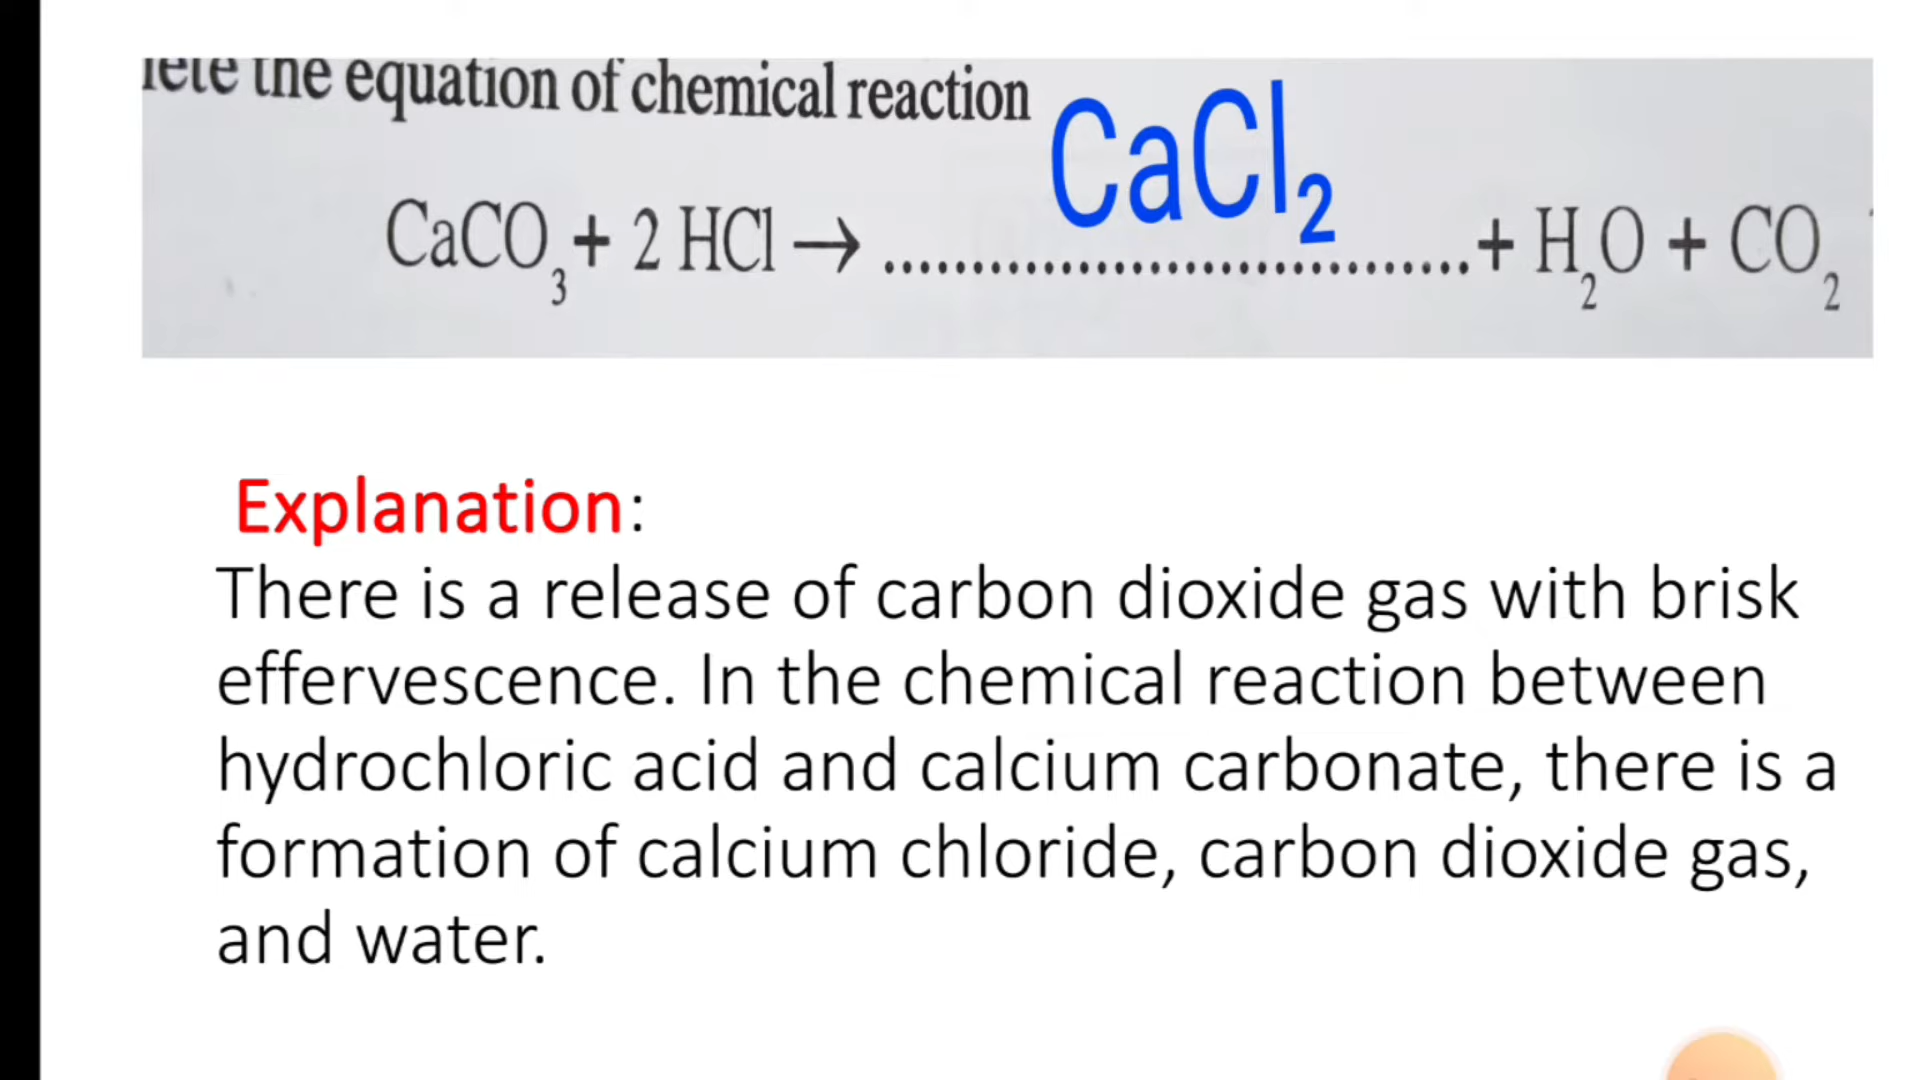 the equation of chemical reaction
CaCO₃ + 2 HCl → ................................. CaCl₂ + H₂O + CO₂
Explanation:
There is a release of carbon dioxide gas with brisk
effervescence. In the chemical reaction between
hydrochloric acid and calcium carbonate, there is a
formation of calcium chloride, carbon dioxide gas,
and water.